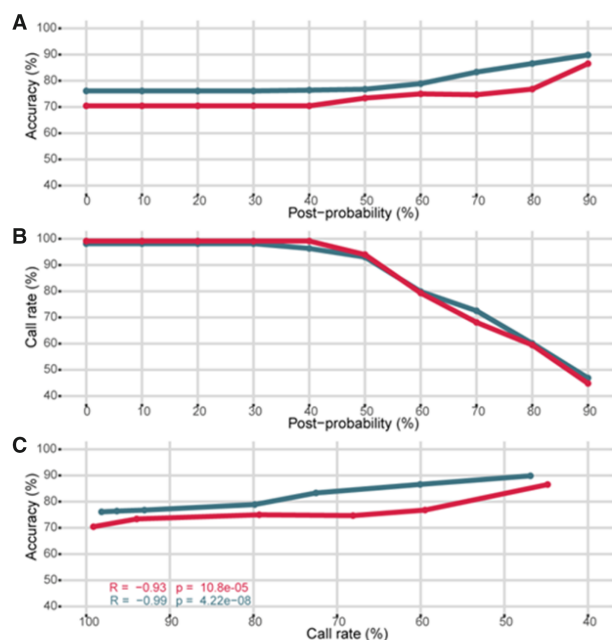 A
100
90
80
70
60
50
40
Accuracy (%)
0 10 20 30 40 50 60 70 80 90
Post-probability (%)
B
100
90
80
70
60
50
40
Call rate (%)
0 10 20 30 40 50 60 70 80 90
Post-probability (%)
C
100
90
80
70
60
50
40
Accuracy (%)
R = −0.93 p = 10.8e-05
R = −0.99 p = 4.22e-08
100 90 80 70 60 50 40
Call rate (%)